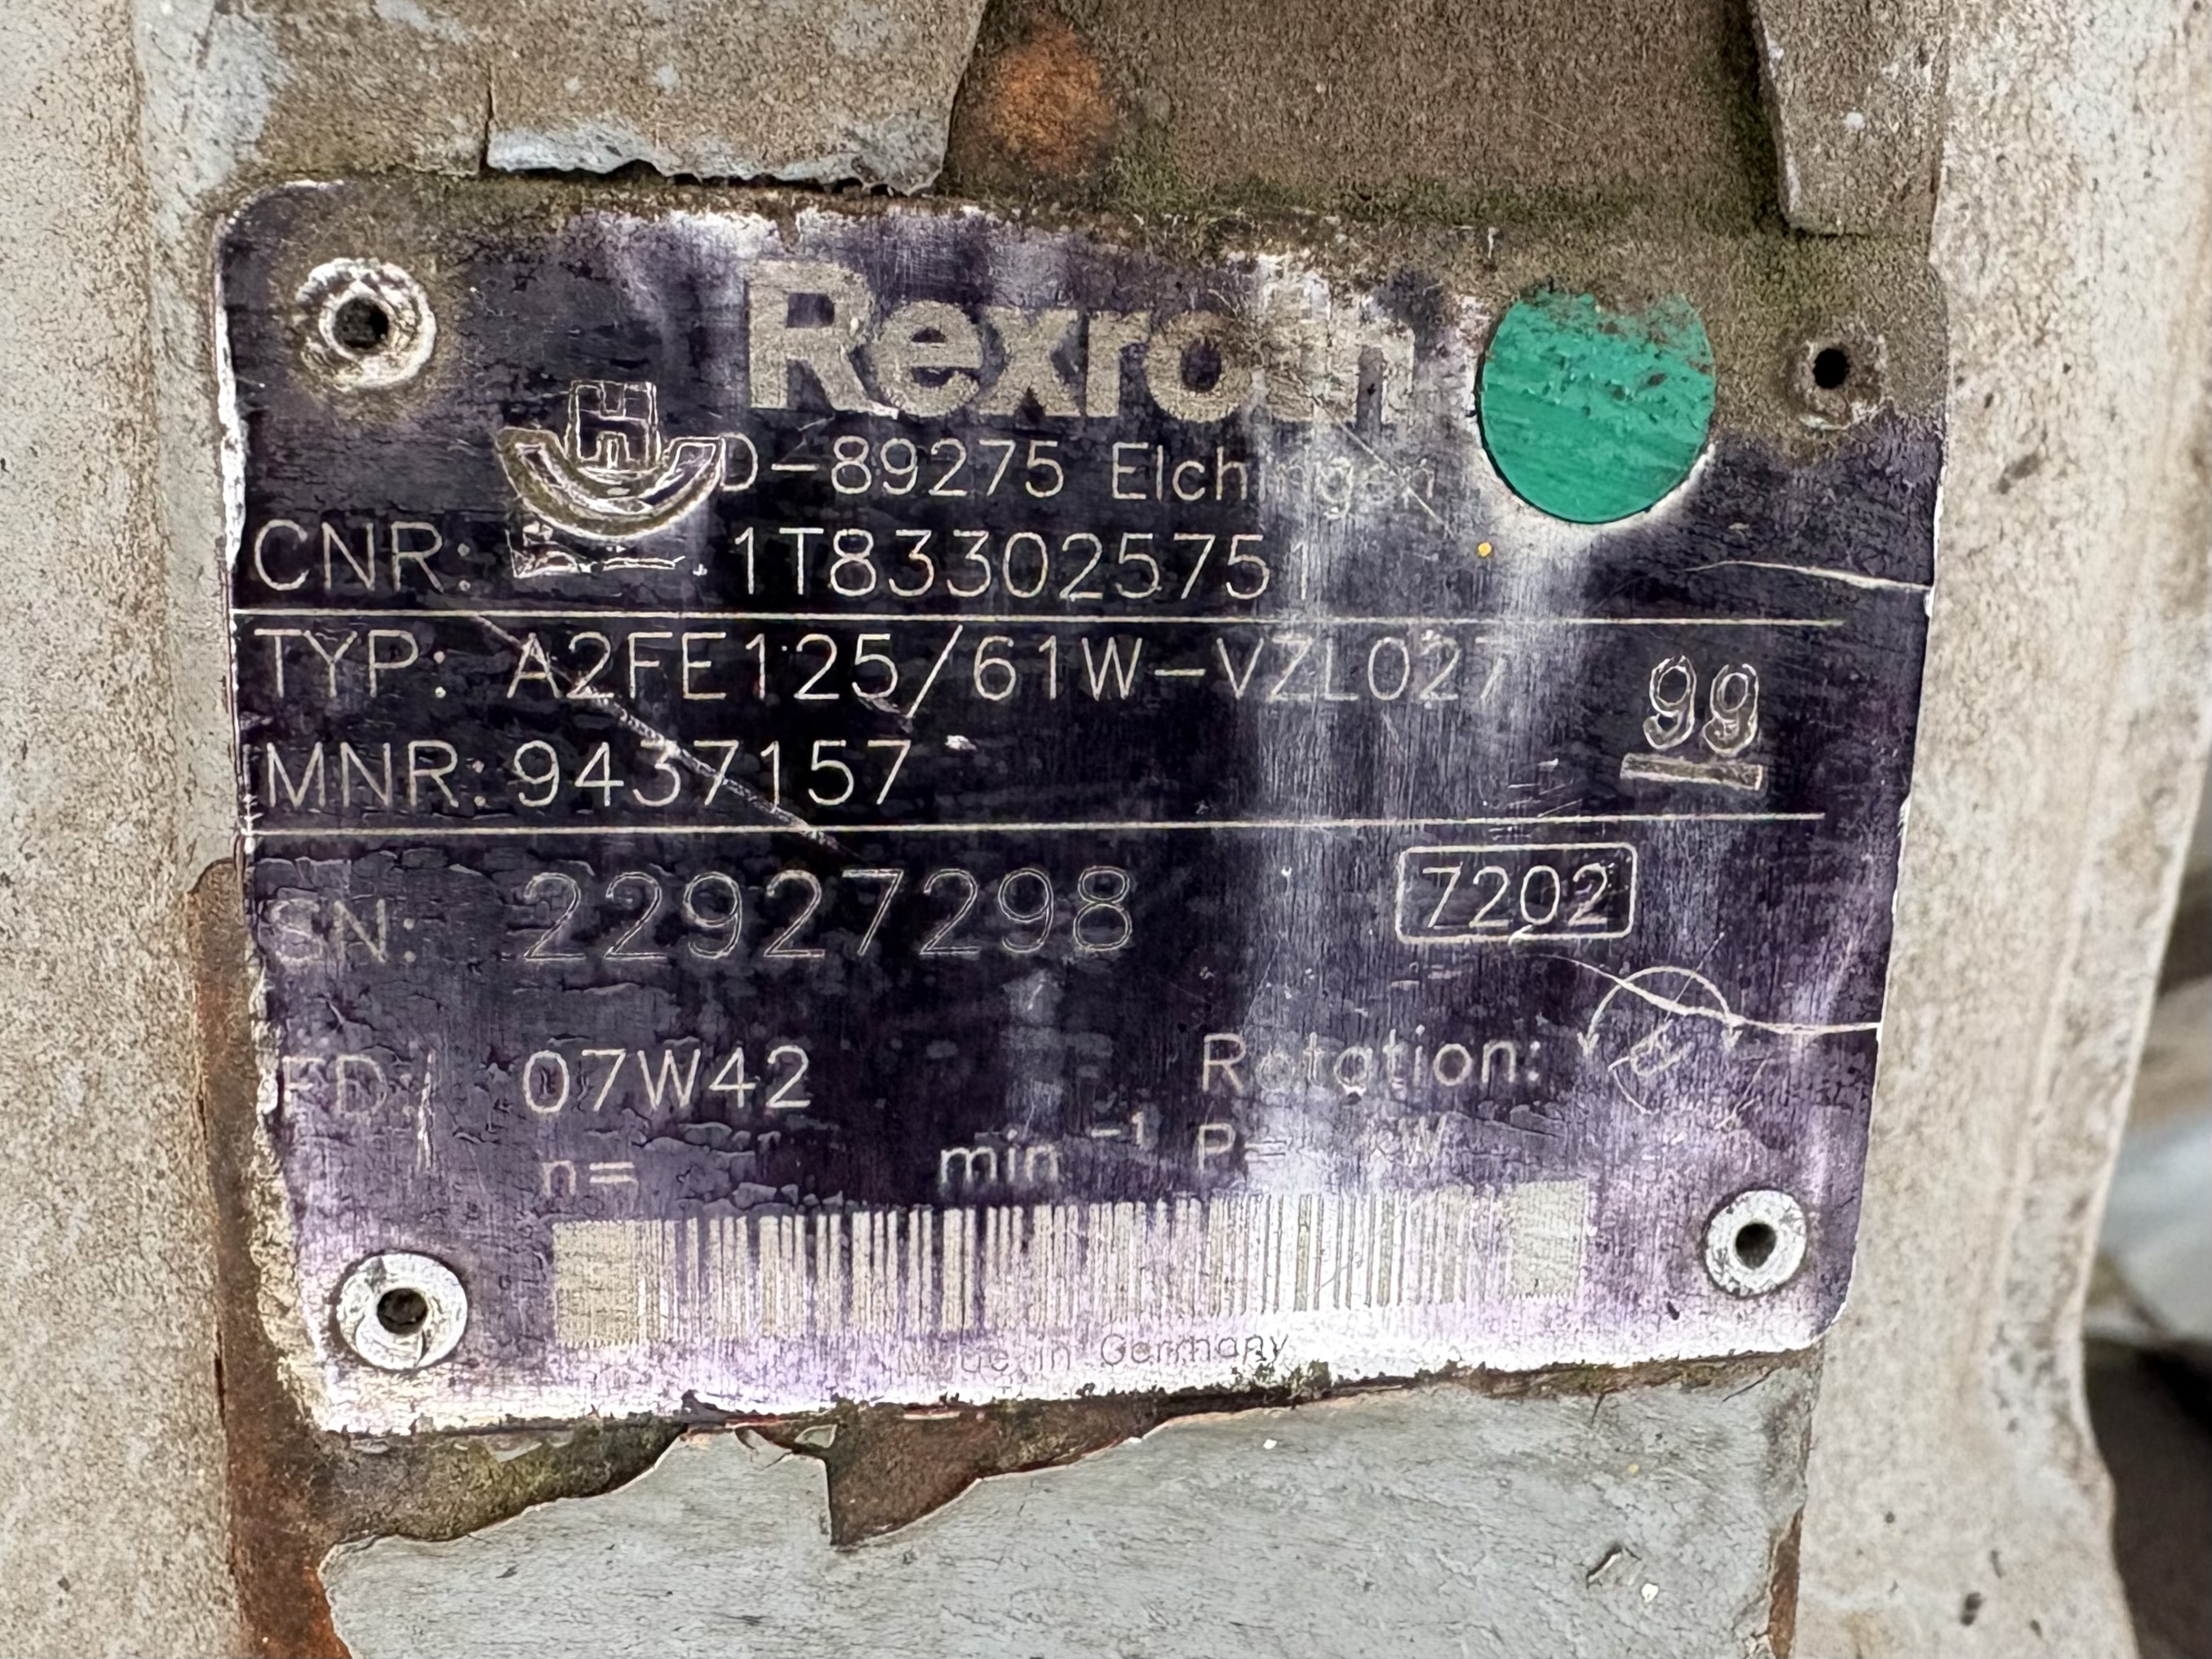 Rexroth
D-89275 Elchingen
CNR: 1T833025751
TYP: A2FE125/61W-VZL027
99
MNR: 9437157
SN: 22927298
7202
FD: 07W42
Rotation:
n= min⁻¹ P= kW
Made in Germany